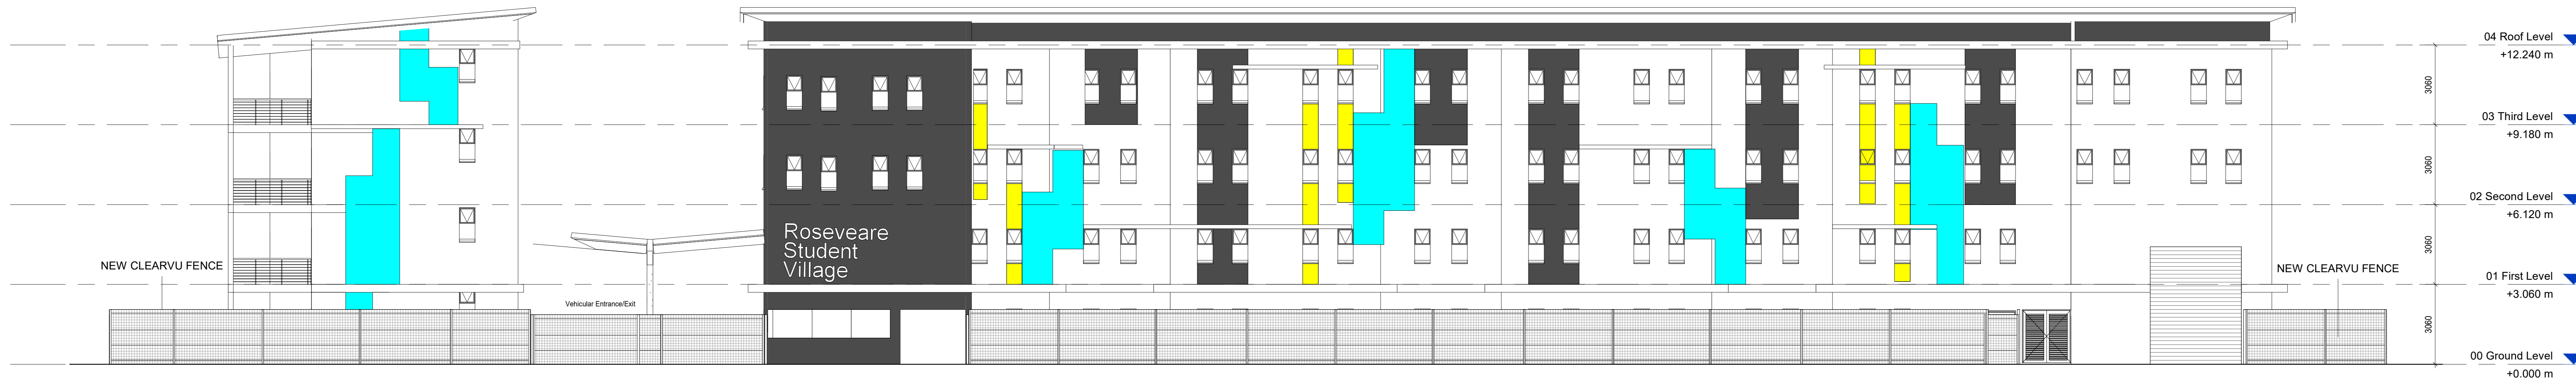 04 Roof Level
+12.240 m
3060
03 Third Level
+9.180 m
3060
02 Second Level
+6.120 m
Roseveare
Student
Village
3060
NEW CLEARVU FENCE
NEW CLEARVU FENCE
01 First Level
+3.060 m
Vehicular Entrance/Exit
3060
00 Ground Level
+0.000 m